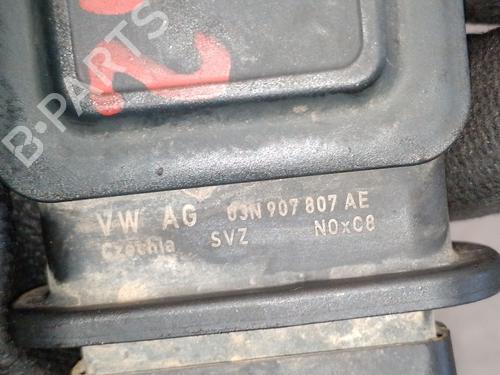 B-PARTS
VW AG 03N 907 807 AE
Czechia SVZ NOxC8